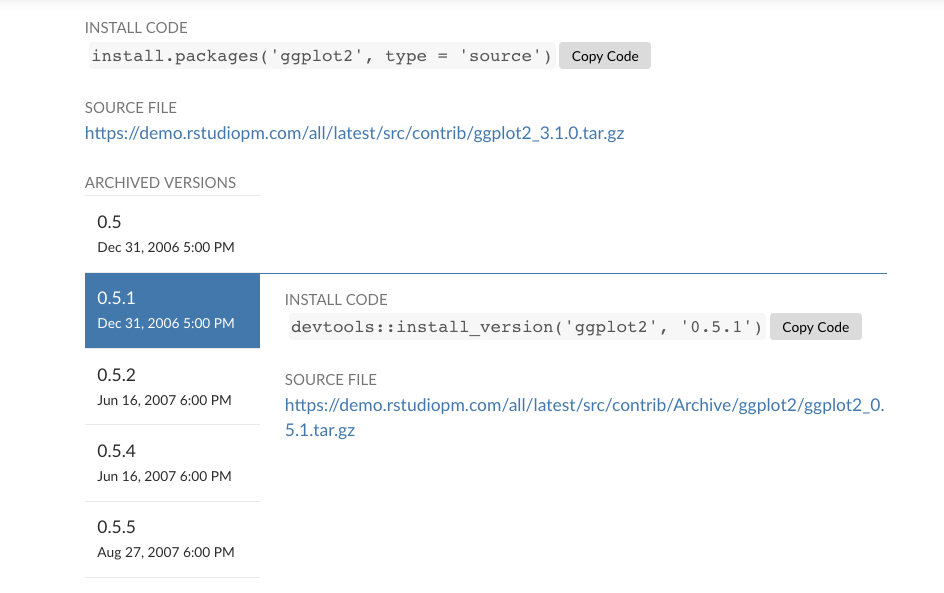 INSTALL CODE
install.packages('ggplot2', type = 'source') Copy Code
SOURCE FILE
https://demo.rstudiopm.com/all/latest/src/contrib/ggplot2_3.1.0.tar.gz
ARCHIVED VERSIONS
0.5
Dec 31, 2006 5:00 PM
0.5.1
Dec 31, 2006 5:00 PM
INSTALL CODE
devtools::install_version('ggplot2', '0.5.1') Copy Code
SOURCE FILE
https://demo.rstudiopm.com/all/latest/src/contrib/Archive/ggplot2/ggplot2_0.
5.1.tar.gz
0.5.2
Jun 16, 2007 6:00 PM
0.5.4
Jun 16, 2007 6:00 PM
0.5.5
Aug 27, 2007 6:00 PM